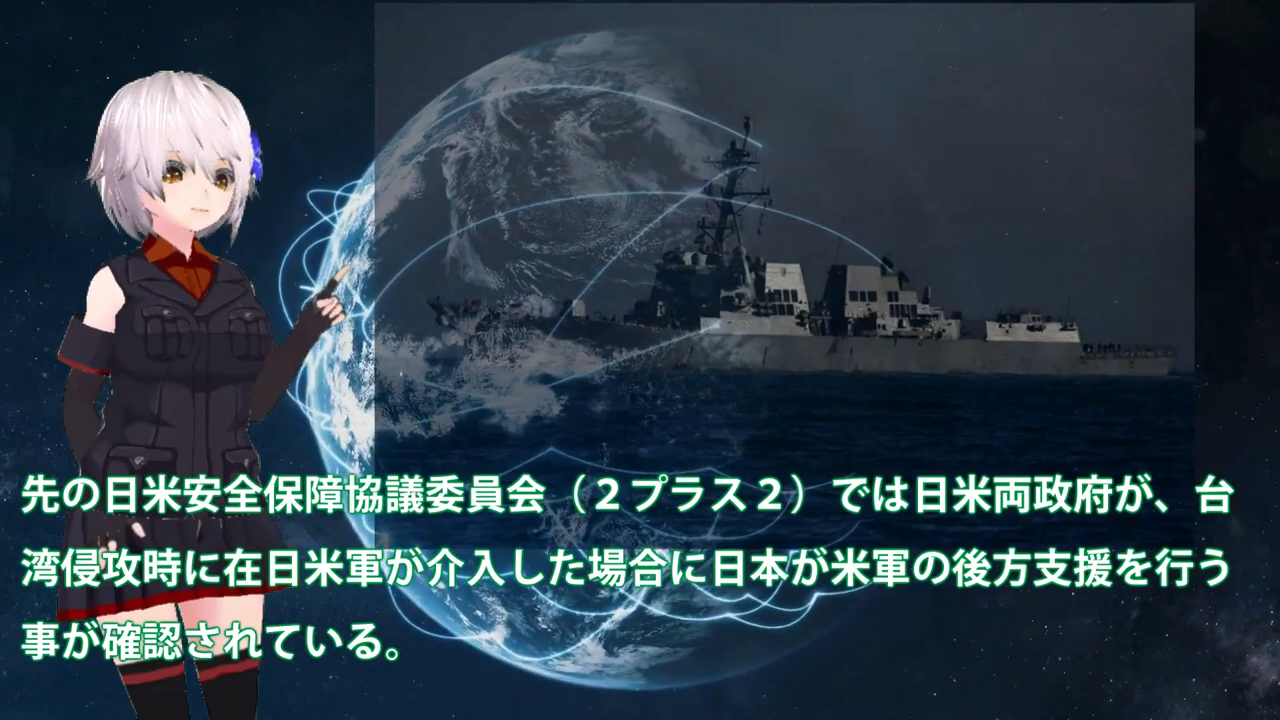 先の日米安全保障協議委員会（２プラス２）では日米両政府が、台
湾侵攻時に在日米軍が介入した場合に日本が米軍の後方支援を行う
事が確認されている。